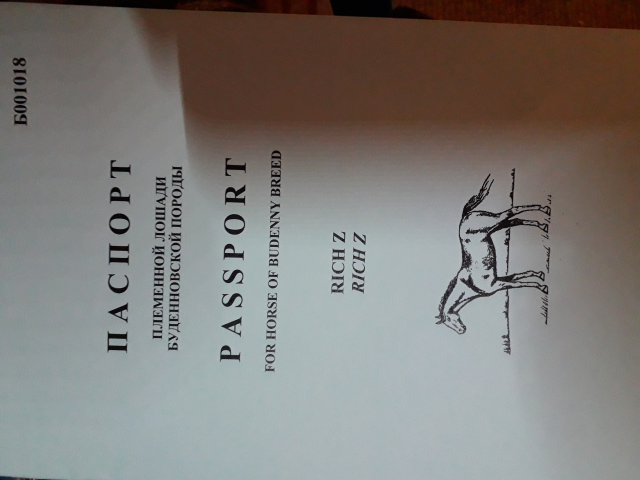 Б001018
ПАСПОРТ
ПЛЕМЕННОЙ ЛОШАДИ
БУДЕННОВСКОЙ ПОРОДЫ
PASSPORT
FOR HORSE OF BUDENNY BREED
RICH Z
RICH Z